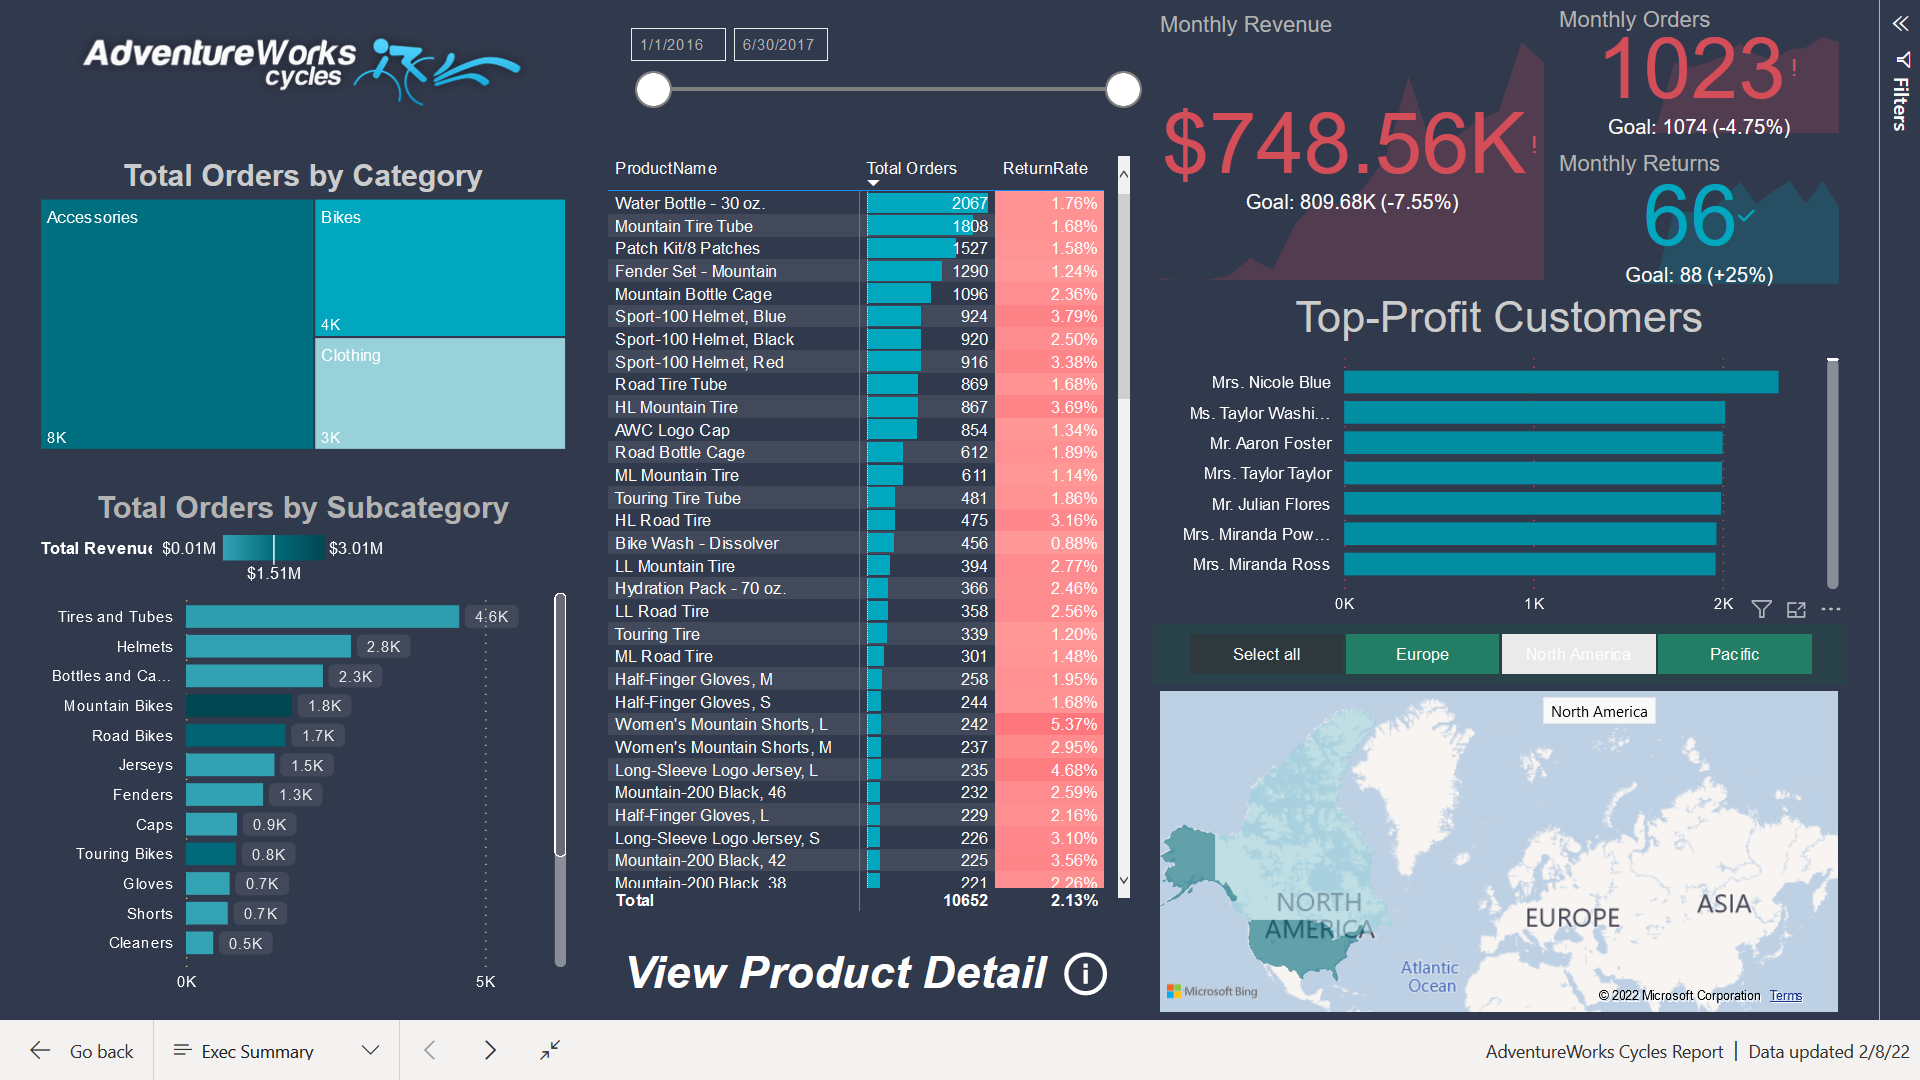 AdventureWorks
cycles
1/1/2016
6/30/2017
Monthly Revenue
$748.56K!
Goal: 809.68K (-7.55%)
Monthly Orders
1023!
Goal: 1074 (-4.75%)
Monthly Returns
66
Goal: 88 (+25%)
Filters
Total Orders by Category
Accessories
8K
Bikes
4K
Clothing
3K
Total Orders by Subcategory
Total Revenue $0.01M $3.01M
$1.51M
Tires and Tubes 4.6K
Helmets 2.8K
Bottles and Ca... 2.3K
Mountain Bikes 1.8K
Road Bikes 1.7K
Jerseys 1.5K
Fenders 1.3K
Caps 0.9K
Touring Bikes 0.8K
Gloves 0.7K
Shorts 0.7K
Cleaners 0.5K
0K 5K
ProductName Total Orders ReturnRate
Water Bottle - 30 oz. 2067 1.76%
Mountain Tire Tube 1808 1.68%
Patch Kit/8 Patches 1527 1.58%
Fender Set - Mountain 1290 1.24%
Mountain Bottle Cage 1096 2.36%
Sport-100 Helmet, Blue 924 3.79%
Sport-100 Helmet, Black 920 2.50%
Sport-100 Helmet, Red 916 3.38%
Road Tire Tube 869 1.68%
HL Mountain Tire 867 3.69%
AWC Logo Cap 854 1.34%
Road Bottle Cage 612 1.89%
ML Mountain Tire 611 1.14%
Touring Tire Tube 481 1.86%
HL Road Tire 475 3.16%
Bike Wash - Dissolver 456 0.88%
LL Mountain Tire 394 2.77%
Hydration Pack - 70 oz. 366 2.46%
LL Road Tire 358 2.56%
Touring Tire 339 1.20%
ML Road Tire 301 1.48%
Half-Finger Gloves, M 258 1.95%
Half-Finger Gloves, S 244 1.68%
Women's Mountain Shorts, L 242 5.37%
Women's Mountain Shorts, M 237 2.95%
Long-Sleeve Logo Jersey, L 235 4.68%
Mountain-200 Black, 46 232 2.59%
Half-Finger Gloves, L 229 2.16%
Long-Sleeve Logo Jersey, S 226 3.10%
Mountain-200 Black, 42 225 3.56%
Mountain-200 Black, 38 221 2.26%
Total 10652 2.13%
View Product Detail i
Top-Profit Customers
Mrs. Nicole Blue
Ms. Taylor Washi...
Mr. Aaron Foster
Mrs. Taylor Taylor
Mr. Julian Flores
Mrs. Miranda Pow...
Mrs. Miranda Ross
0K 1K 2K
Select all
Europe
North America
Pacific
North America
NORTH
AMERICA
EUROPE
ASIA
Atlantic
Ocean
Microsoft Bing
© 2022 Microsoft Corporation Terms
Go back
Exec Summary
AdventureWorks Cycles Report | Data updated 2/8/22